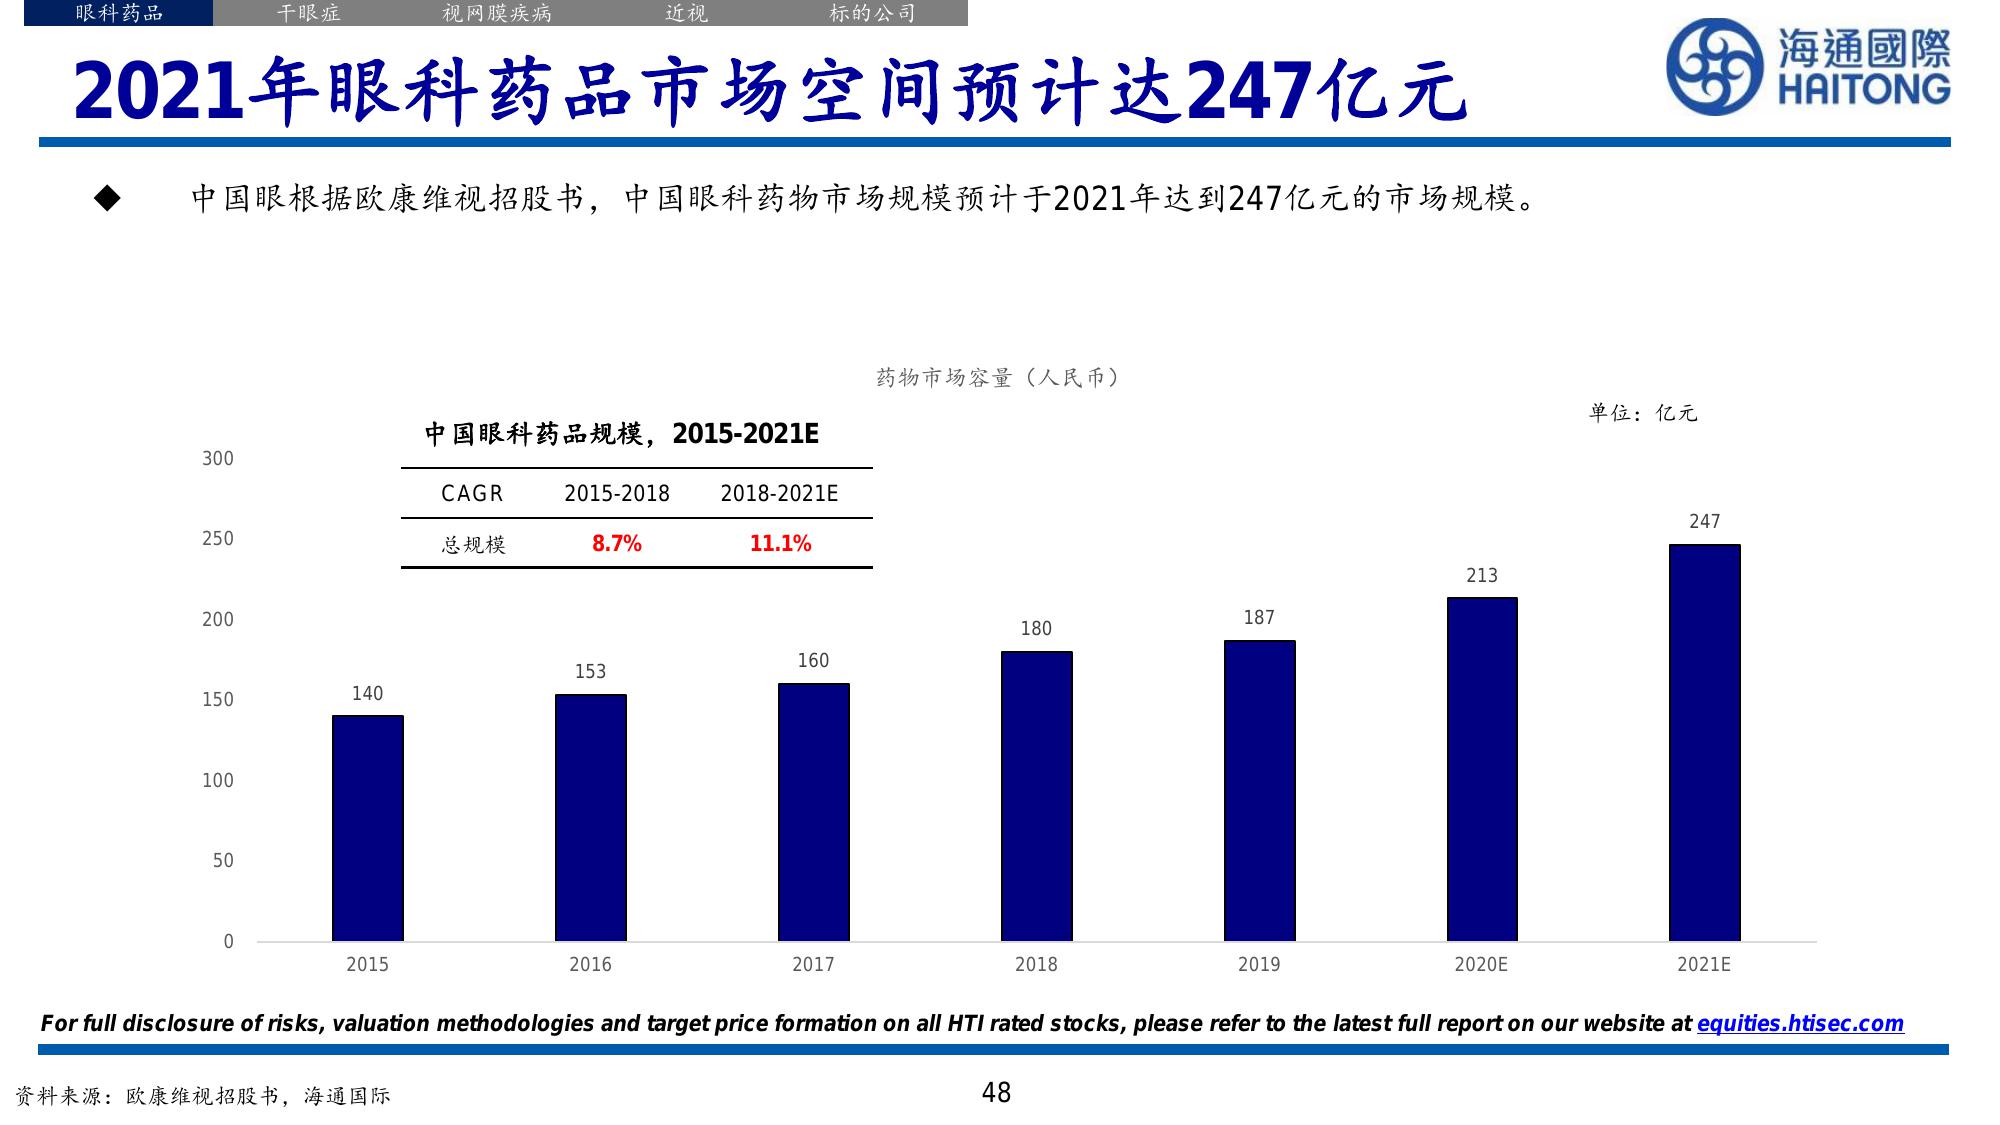 眼科药品 干眼症 视网膜疾病 近视 标的公司
海通國際
HAITONG
2021年眼科药品市场空间预计达247亿元
◆ 中国眼根据欧康维视招股书，中国眼科药物市场规模预计于2021年达到247亿元的市场规模。
药物市场容量（人民币）
单位：亿元
中国眼科药品规模，2015-2021E
CAGR 2015-2018 2018-2021E
总规模 8.7% 11.1%
300
250
200
150
100
50
0
140
153
160
180
187
213
247
2015 2016 2017 2018 2019 2020E 2021E
For full disclosure of risks, valuation methodologies and target price formation on all HTI rated stocks, please refer to the latest full report on our website at equities.htisec.com
资料来源：欧康维视招股书，海通国际
48